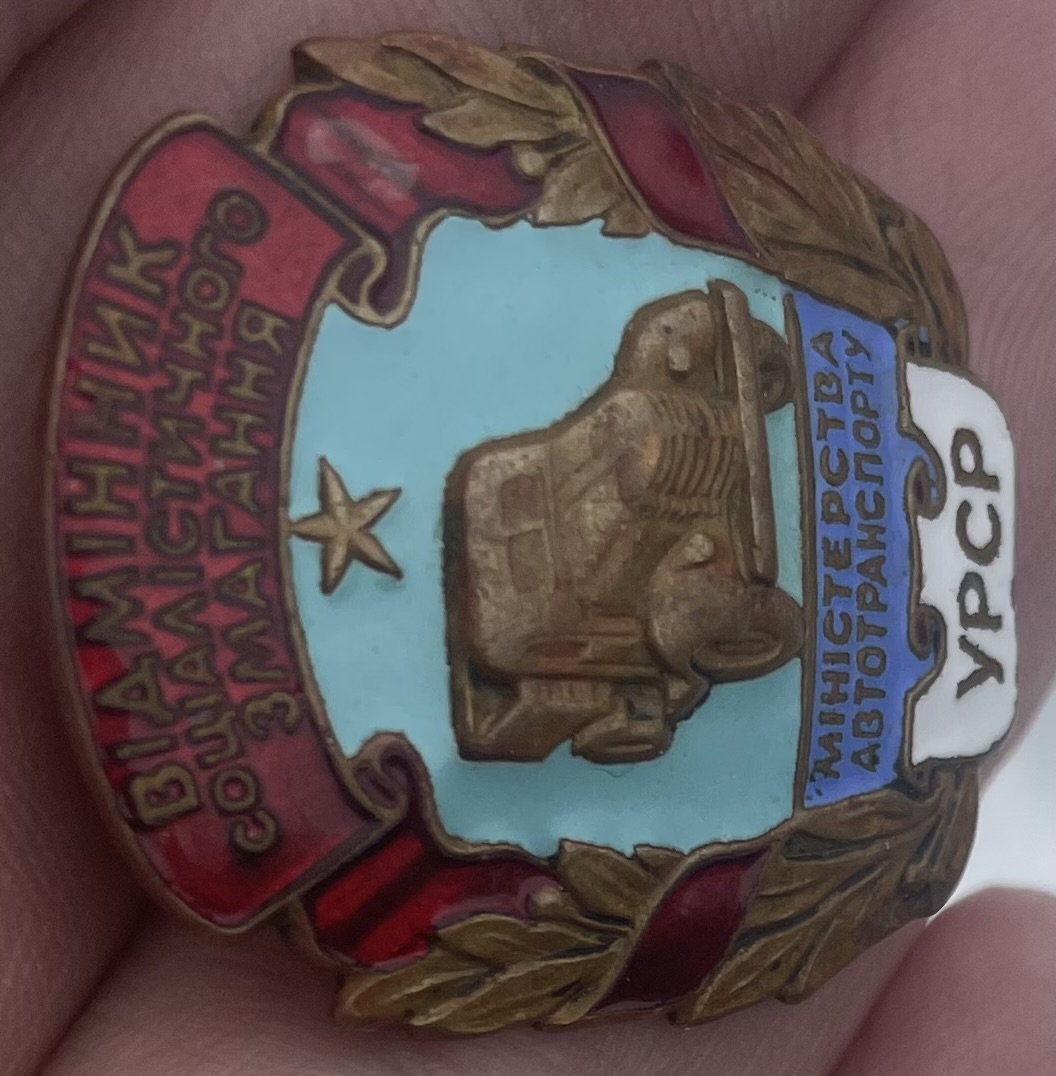 ВІДМІННИК
СОЦІАЛІСТИЧНОГО
ЗМАГАННЯ
МІНІСТЕРСТВА
АВТОТРАНСПОРТУ
УРСР